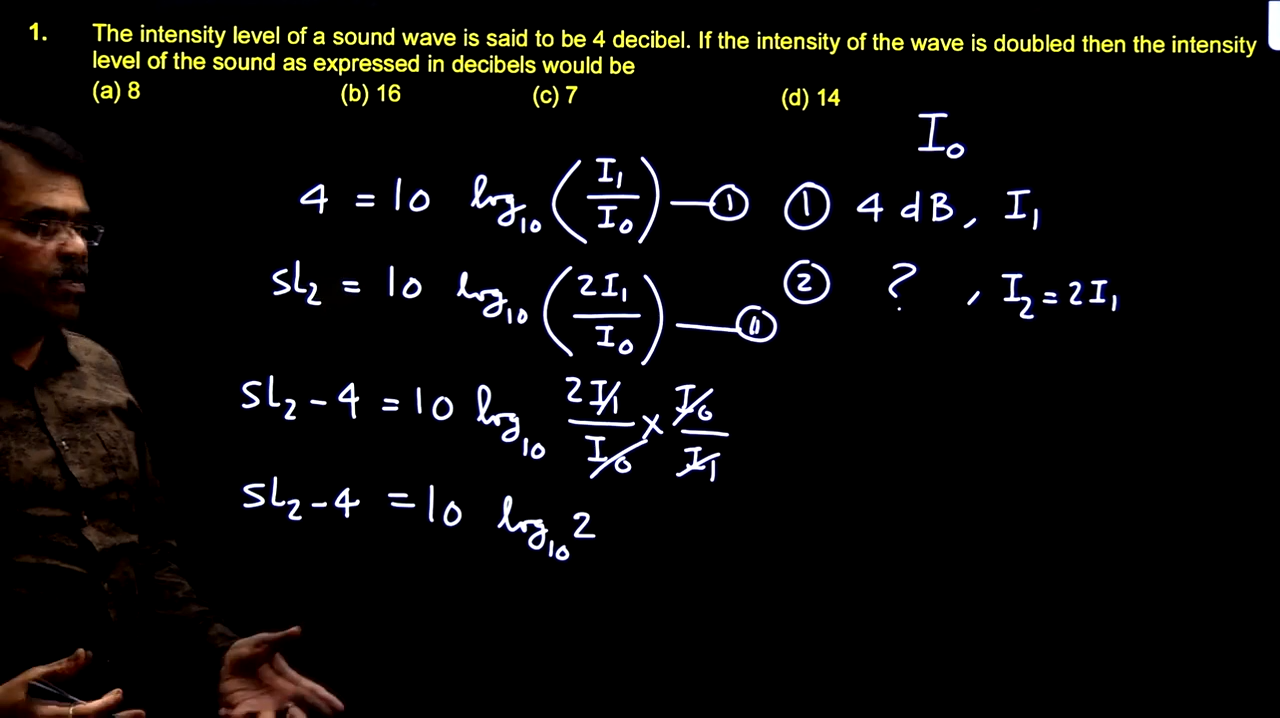 1. The intensity level of a sound wave is said to be 4 decibel. If the intensity of the wave is doubled then the intensity
level of the sound as expressed in decibels would be
(a) 8 (b) 16 (c) 7 (d) 14
I₀
4 = 10 log₁₀ (I₁/I₀) —① ① 4 dB, I₁
SL₂ = 10 log₁₀ (2I₁/I₀) —⑪ ② ? , I₂ = 2I₁
SL₂ - 4 = 10 log₁₀ 2I₁/I₀ × I₀/I₁
SL₂ - 4 = 10 log₁₀ 2